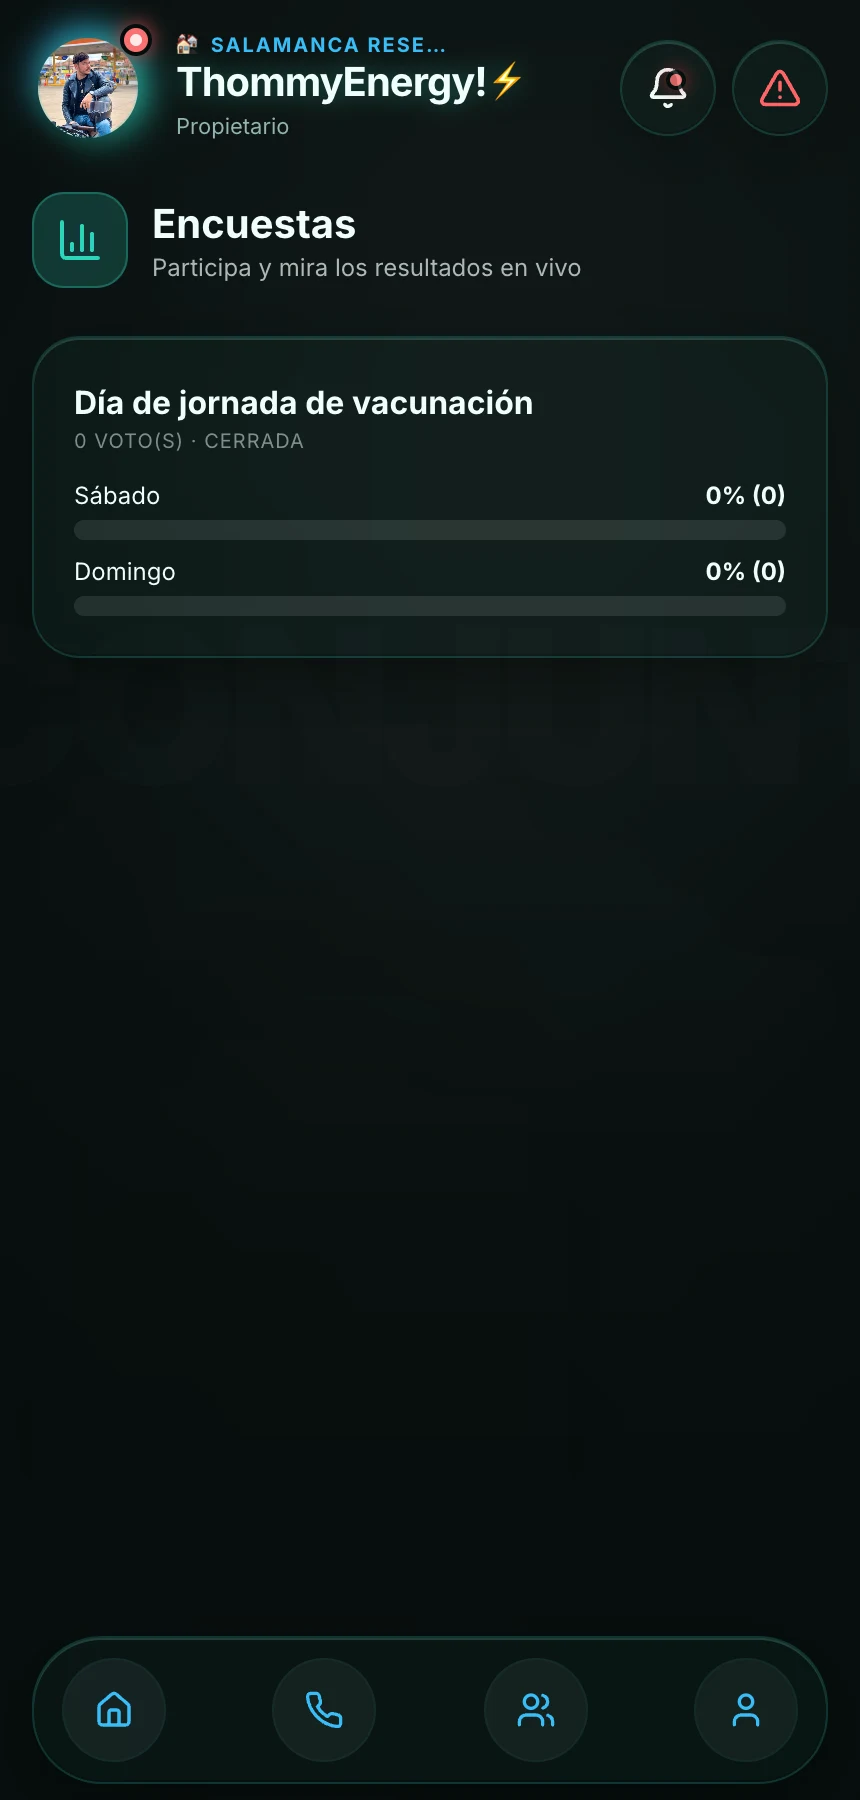 SALAMANCA RESE...
ThommyEnergy!⚡
Propietario
Encuestas
Participa y mira los resultados en vivo
Día de jornada de vacunación
0 VOTO(S) · CERRADA
Sábado 0% (0)
Domingo 0% (0)
CONJUNT